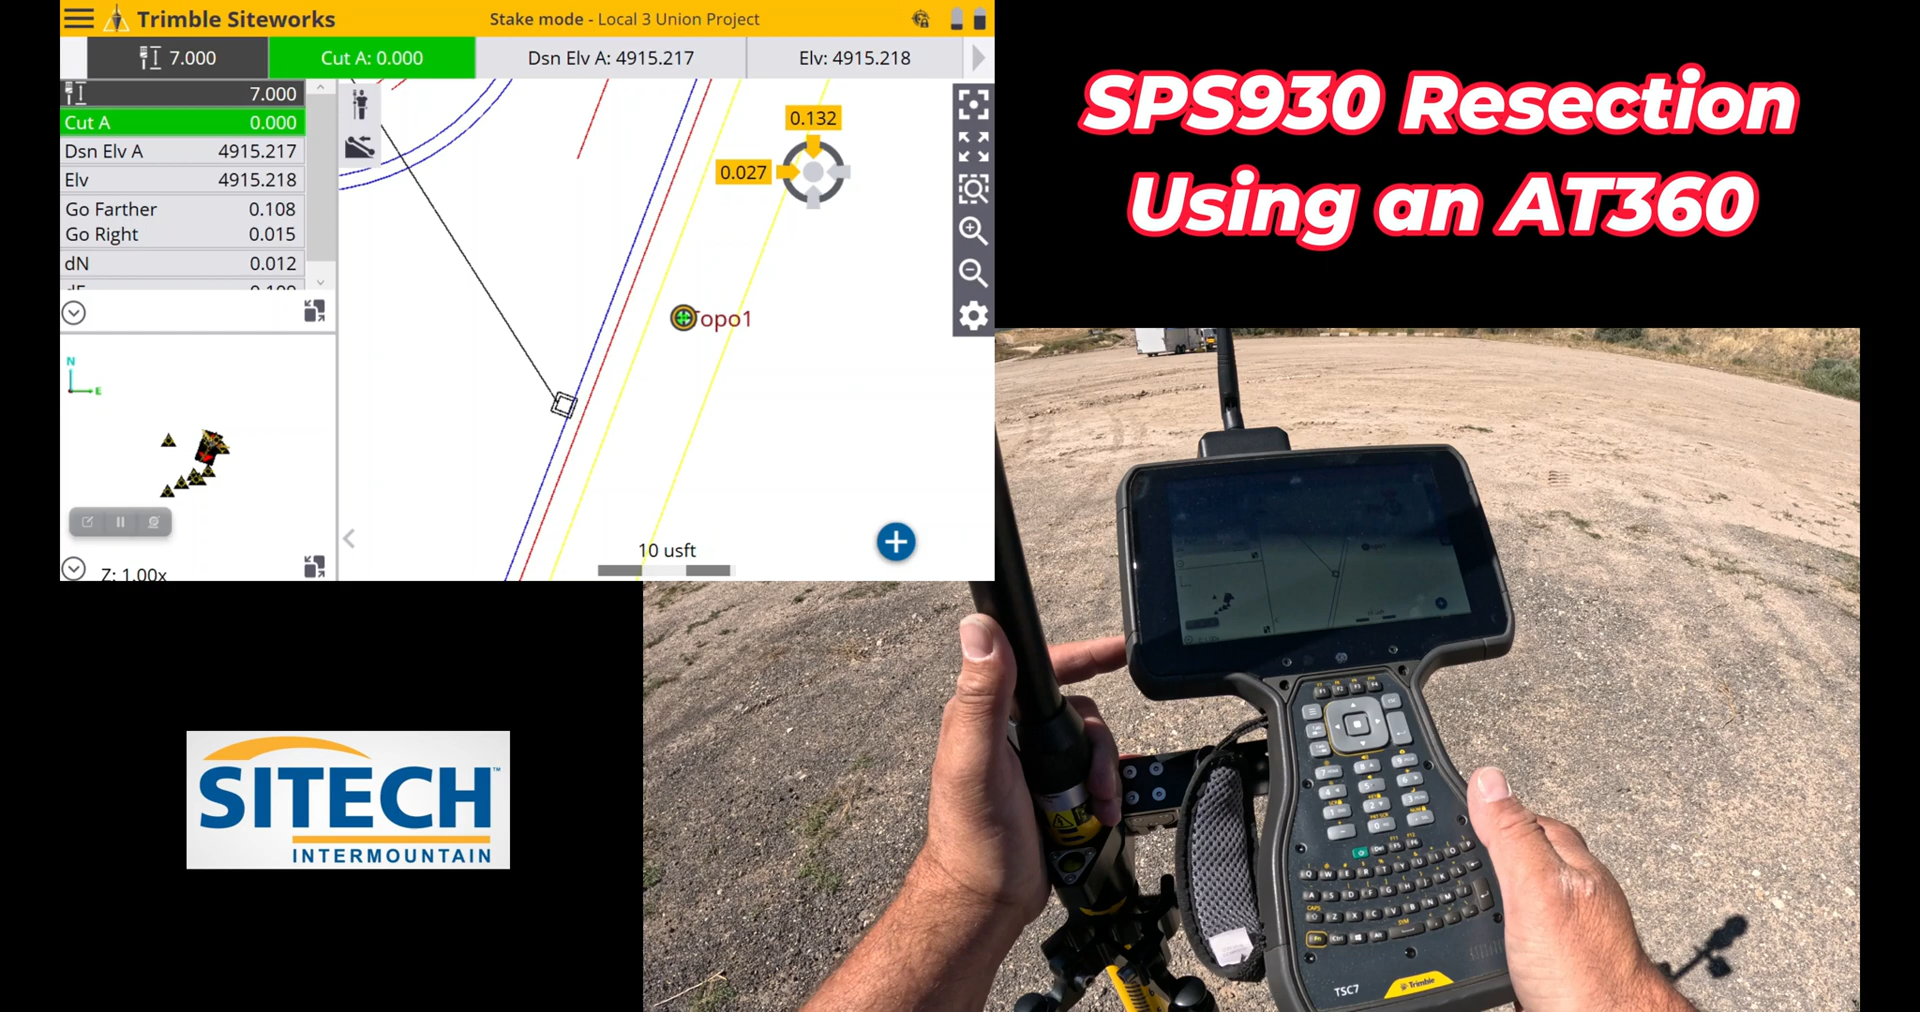 Trimble Siteworks
Stake mode - Local 3 Union Project
7.000
Cut A: 0.000
Dsn Elv A: 4915.217
Elv: 4915.218
7.000
Cut A 0.000
Dsn Elv A 4915.217
Elv 4915.218
Go Farther 0.108
Go Right 0.015
dN 0.012
N
E
Z: 1.00x
0.132
0.027
Topo1
10 usft
SPS930 Resection
Using an AT360
SITECH™
INTERMOUNTAIN
TSC7
Trimble